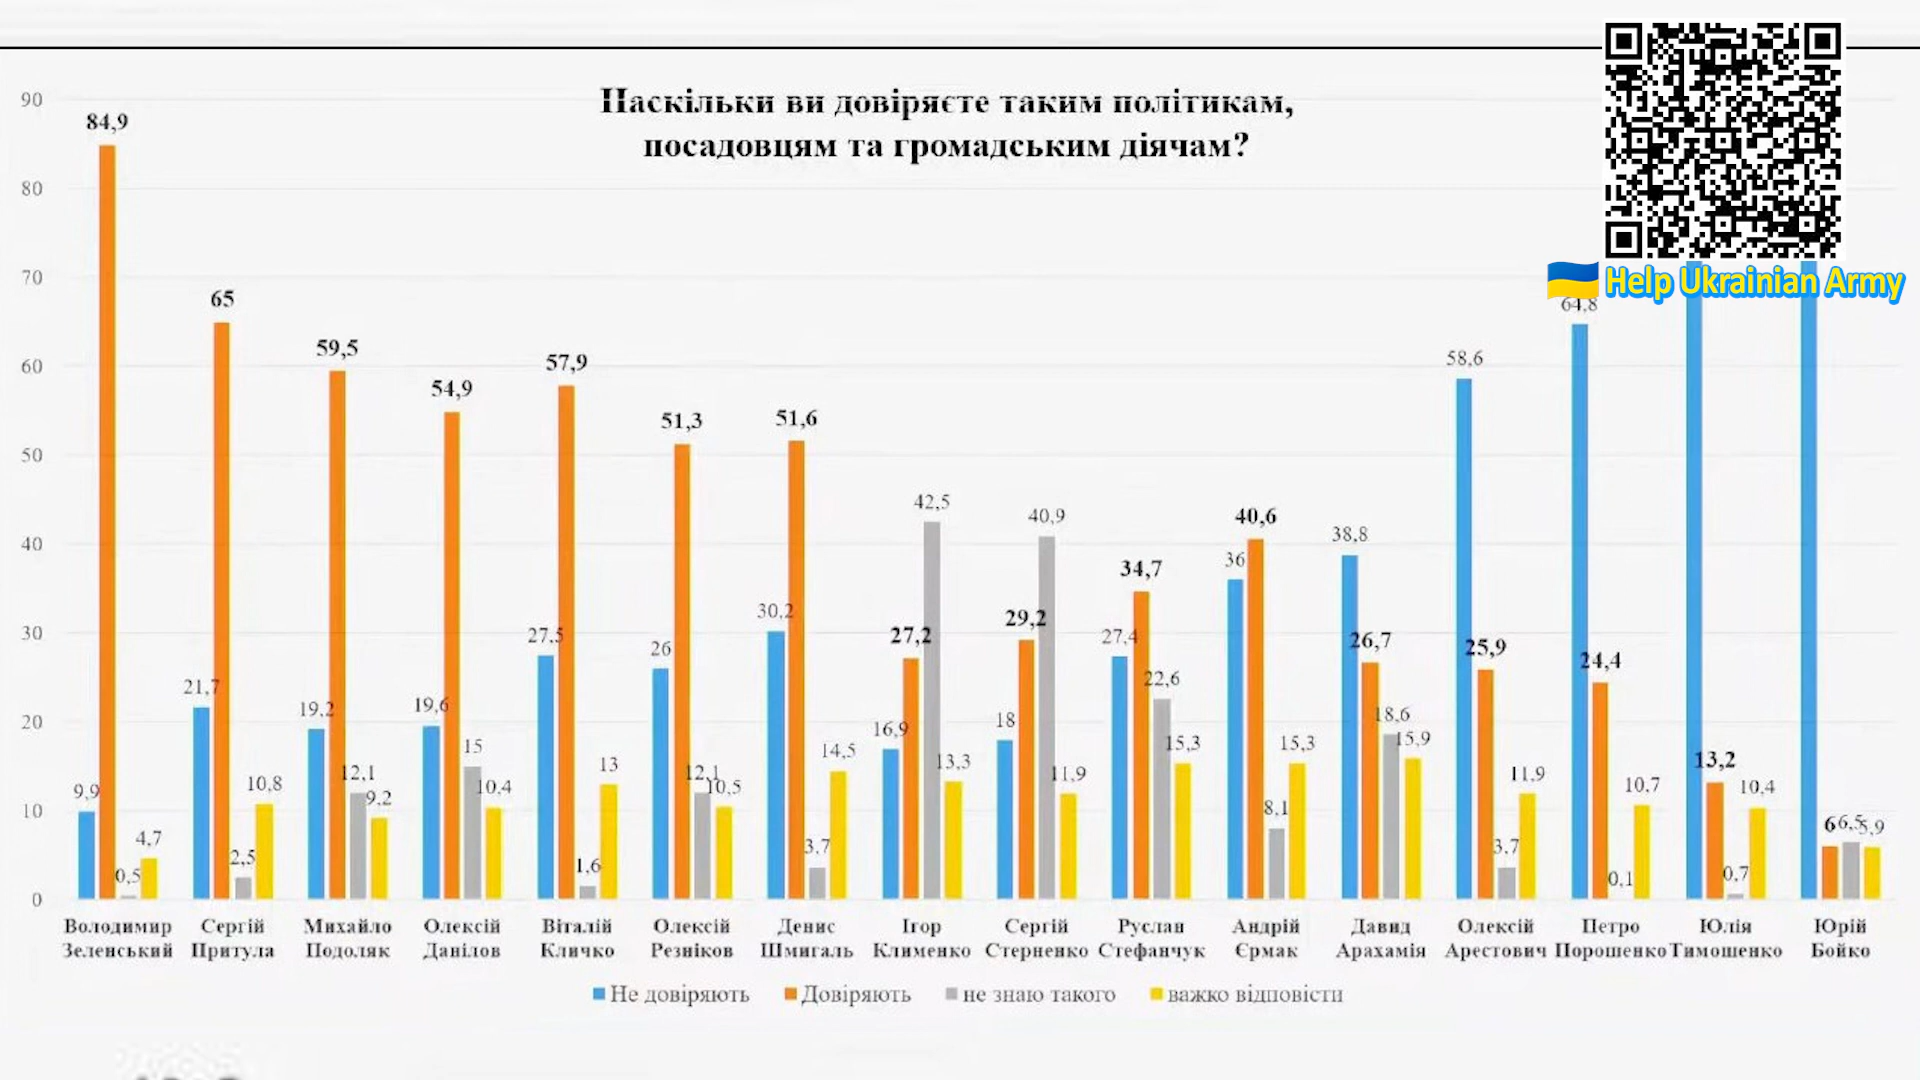 Наскільки ви довіряєте таким політикам,
посадовцям та громадським діячам?
Help Ukrainian Army
90
80
70
60
50
40
30
20
10
0
9,9 84,9 0,5 4,7
21,7 65 2,5 10,8
19,2 59,5 12,1 9,2
19,6 54,9 15 10,4
27,5 57,9 1,6 13
26 51,3 12,1 10,5
30,2 51,6 3,7 14,5
16,9 27,2 42,5 13,3
18 29,2 40,9 11,9
27,4 34,7 22,6 15,3
36 40,6 8,1 15,3
38,8 26,7 18,6 15,9
58,6 25,9 3,7 11,9
64,8 24,4 0,1 10,7
13,2 0,7 10,4
6 6,5 5,9
Володимир Зеленський
Сергій Притула
Михайло Подоляк
Олексій Данілов
Віталій Кличко
Олексій Резніков
Денис Шмигаль
Ігор Клименко
Сергій Стерненко
Руслан Стефанчук
Андрій Єрмак
Давид Арахамія
Олексій Арестович
Петро Порошенко
Юлія Тимошенко
Юрій Бойко
Не довіряють Довіряють не знаю такого важко відповісти